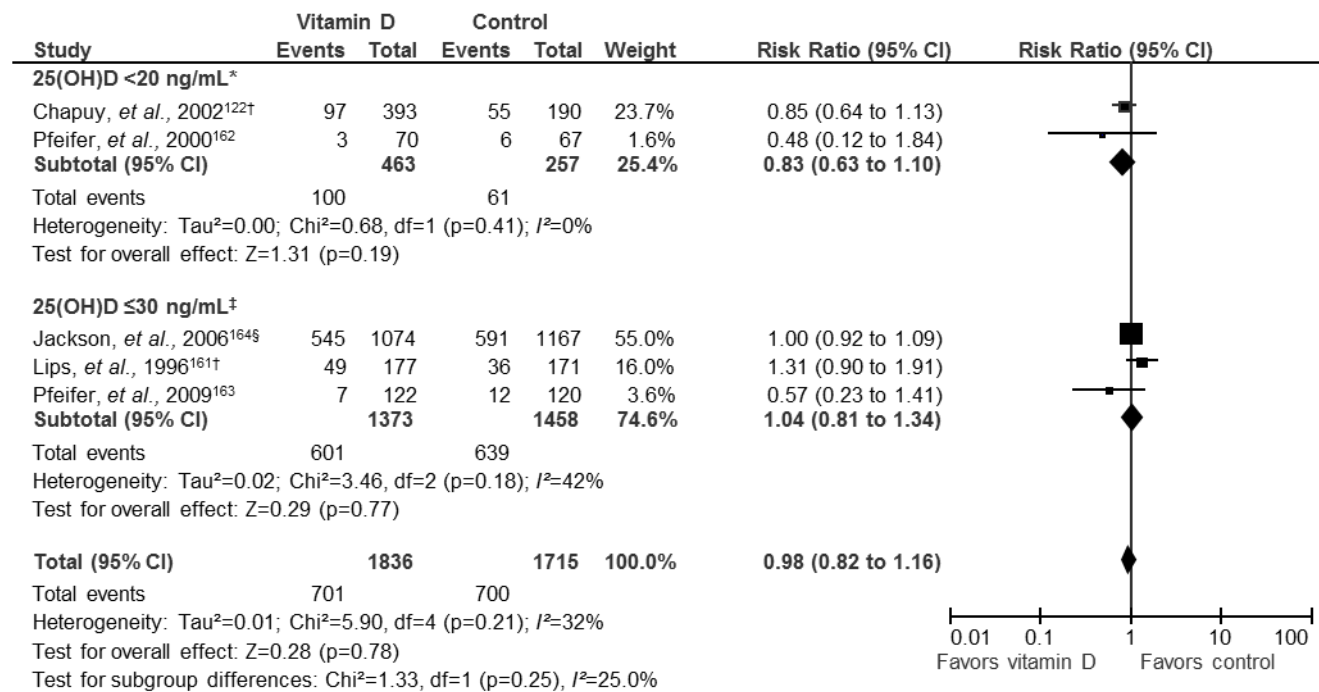 Vitamin D Control
Study Events Total Events Total Weight Risk Ratio (95% CI) Risk Ratio (95% CI)
25(OH)D <20 ng/mL*
Chapuy, et al., 2002¹²²† 97 393 55 190 23.7% 0.85 (0.64 to 1.13)
Pfeifer, et al., 2000¹⁶² 3 70 6 67 1.6% 0.48 (0.12 to 1.84)
Subtotal (95% CI) 463 257 25.4% 0.83 (0.63 to 1.10)
Total events 100 61
Heterogeneity: Tau²=0.00; Chi²=0.68, df=1 (p=0.41); I²=0%
Test for overall effect: Z=1.31 (p=0.19)
25(OH)D ≤30 ng/mL‡
Jackson, et al., 2006¹⁶⁴§ 545 1074 591 1167 55.0% 1.00 (0.92 to 1.09)
Lips, et al., 1996¹⁶¹† 49 177 36 171 16.0% 1.31 (0.90 to 1.91)
Pfeifer, et al., 2009¹⁶³ 7 122 12 120 3.6% 0.57 (0.23 to 1.41)
Subtotal (95% CI) 1373 1458 74.6% 1.04 (0.81 to 1.34)
Total events 601 639
Heterogeneity: Tau²=0.02; Chi²=3.46, df=2 (p=0.18); I²=42%
Test for overall effect: Z=0.29 (p=0.77)
Total (95% CI) 1836 1715 100.0% 0.98 (0.82 to 1.16)
Total events 701 700
Heterogeneity: Tau²=0.01; Chi²=5.90, df=4 (p=0.21); I²=32%
Test for overall effect: Z=0.28 (p=0.78)
Test for subgroup differences: Chi²=1.33, df=1 (p=0.25), I²=25.0%
0.01 0.1 1 10 100
Favors vitamin D Favors control